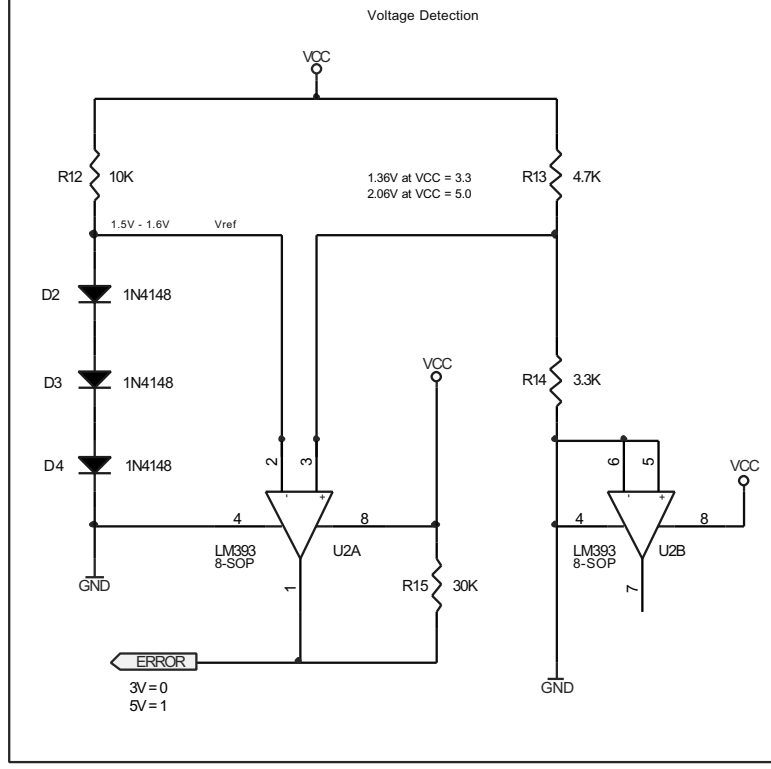 Voltage Detection
VCC
R12 10K
1.36V at VCC = 3.3
2.06V at VCC = 5.0
R13 4.7K
1.5V - 1.6V Vref
D2 1N4148
VCC
D3 1N4148
R14 3.3K
D4 1N4148
2 3
6 5
VCC
- +
- +
4 8
4 8
LM393
8-SOP
U2A
LM393
8-SOP
U2B
GND
1
R15 30K
7
ERROR
3V = 0
5V = 1
GND